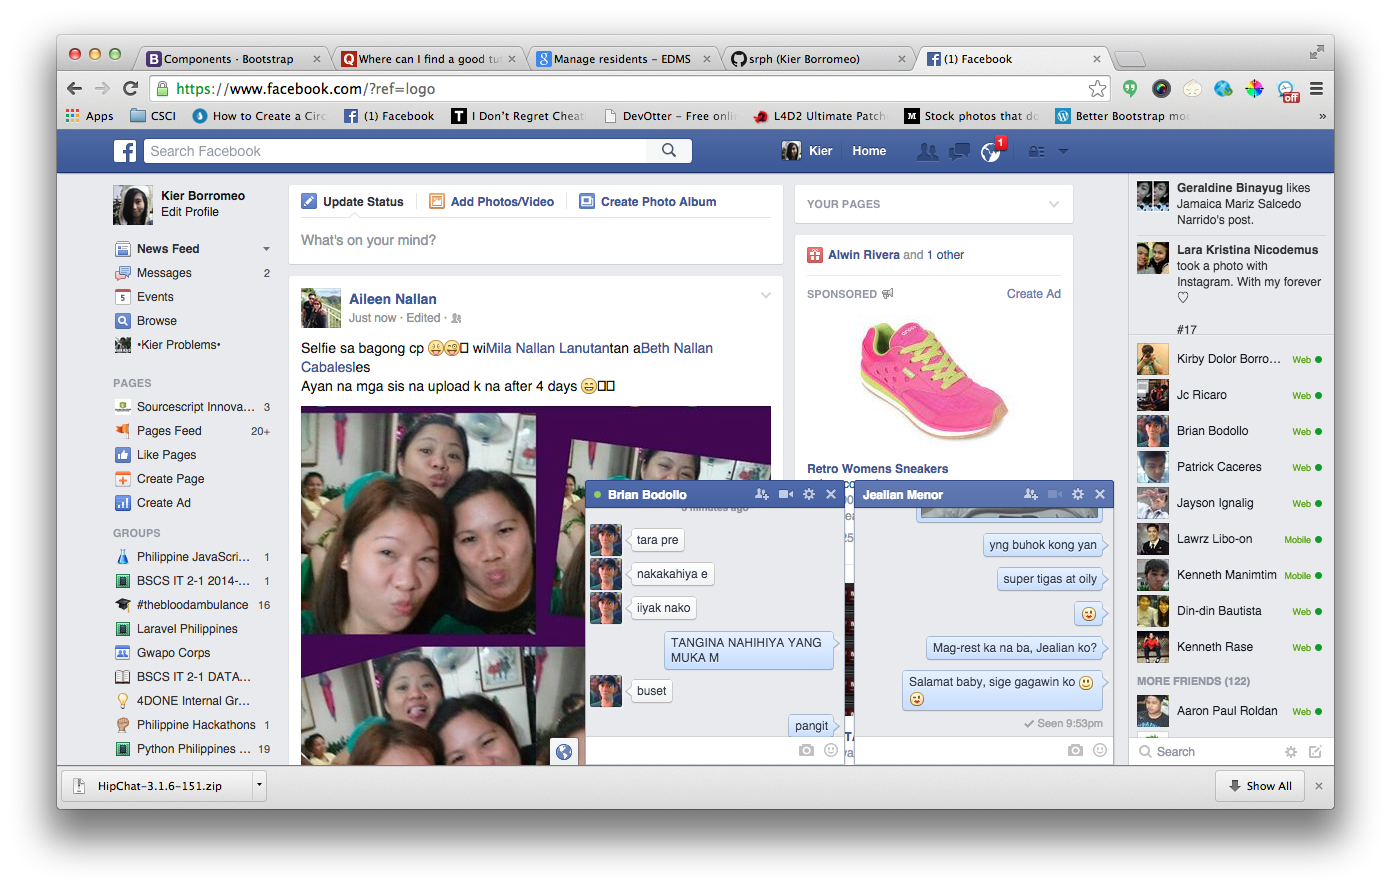 Components · Bootstrap
Where can I find a good tu
Manage residents - EDMS
srph (Kier Borromeo)
(1) Facebook
https://www.facebook.com/?ref=logo
Apps
CSCI
How to Create a Circ
(1) Facebook
I Don't Regret Cheati
DevOtter – Free onlin
L4D2 Ultimate Patche
Stock photos that do
Better Bootstrap mod
»
off
Search Facebook
Kier
Home
1
Kier Borromeo
Edit Profile
News Feed
Messages 2
Events
Browse
•Kier Problems•
PAGES
Sourcescript Innova... 3
Pages Feed 20+
Like Pages
Create Page
Create Ad
GROUPS
Philippine JavaScri... 1
BSCS IT 2-1 2014-... 1
#thebloodambulance 16
Laravel Philippines
Gwapo Corps
BSCS IT 2-1 DATA...
4DONE Internal Gr...
Philippine Hackathons 1
Python Philippines ... 19
Update Status
Add Photos/Video
Create Photo Album
What's on your mind?
Aileen Nallan
Just now · Edited ·
Selfie sa bagong cp 😛😜▯ wiMila Nallan Lanutantan aBeth Nallan
Cabalesles
Ayan na mga sis na upload k na after 4 days 😄▯▯
YOUR PAGES
Alwin Rivera and 1 other
SPONSORED
Create Ad
Retro Womens Sneakers
Geraldine Binayug likes
Jamaica Mariz Salcedo
Narrido's post.
Lara Kristina Nicodemus
took a photo with
Instagram. With my forever
♡
#17
Kirby Dolor Borro... Web
Jc Ricaro Web
Brian Bodollo Web
Patrick Caceres Web
Jayson Ignalig Web
Lawrz Libo-on Mobile
Kenneth Manimtim Mobile
Din-din Bautista Web
Kenneth Rase Web
MORE FRIENDS (122)
Aaron Paul Roldan Web
Search
Brian Bodollo
minutes ago
tara pre
nakakahiya e
iiyak nako
TANGINA NAHIHIYA YANG
MUKA M
buset
pangit
Jealian Menor
yng buhok kong yan
super tigas at oily
😜
Mag-rest ka na ba, Jealian ko?
Salamat baby, sige gagawin ko 😃
😜
Seen 9:53pm
HipChat-3.1.6-151.zip
Show All